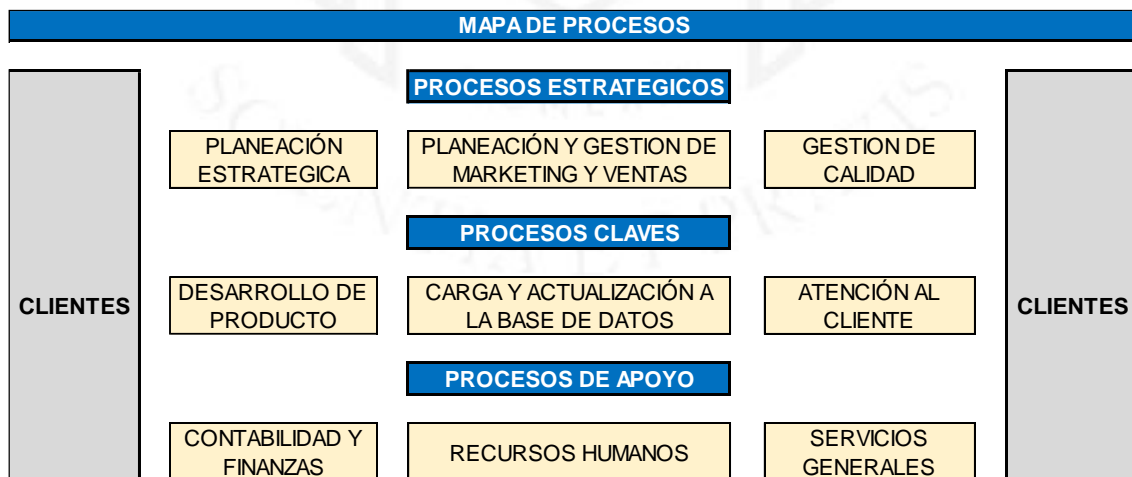 MAPA DE PROCESOS
PROCESOS ESTRATEGICOS
PLANEACIÓN
ESTRATEGICA
PLANEACIÓN Y GESTION DE
MARKETING Y VENTAS
GESTION DE
CALIDAD
PROCESOS CLAVES
CLIENTES
DESARROLLO DE
PRODUCTO
CARGA Y ACTUALIZACIÓN A
LA BASE DE DATOS
ATENCIÓN AL
CLIENTE
CLIENTES
PROCESOS DE APOYO
CONTABILIDAD Y
FINANZAS
RECURSOS HUMANOS
SERVICIOS
GENERALES